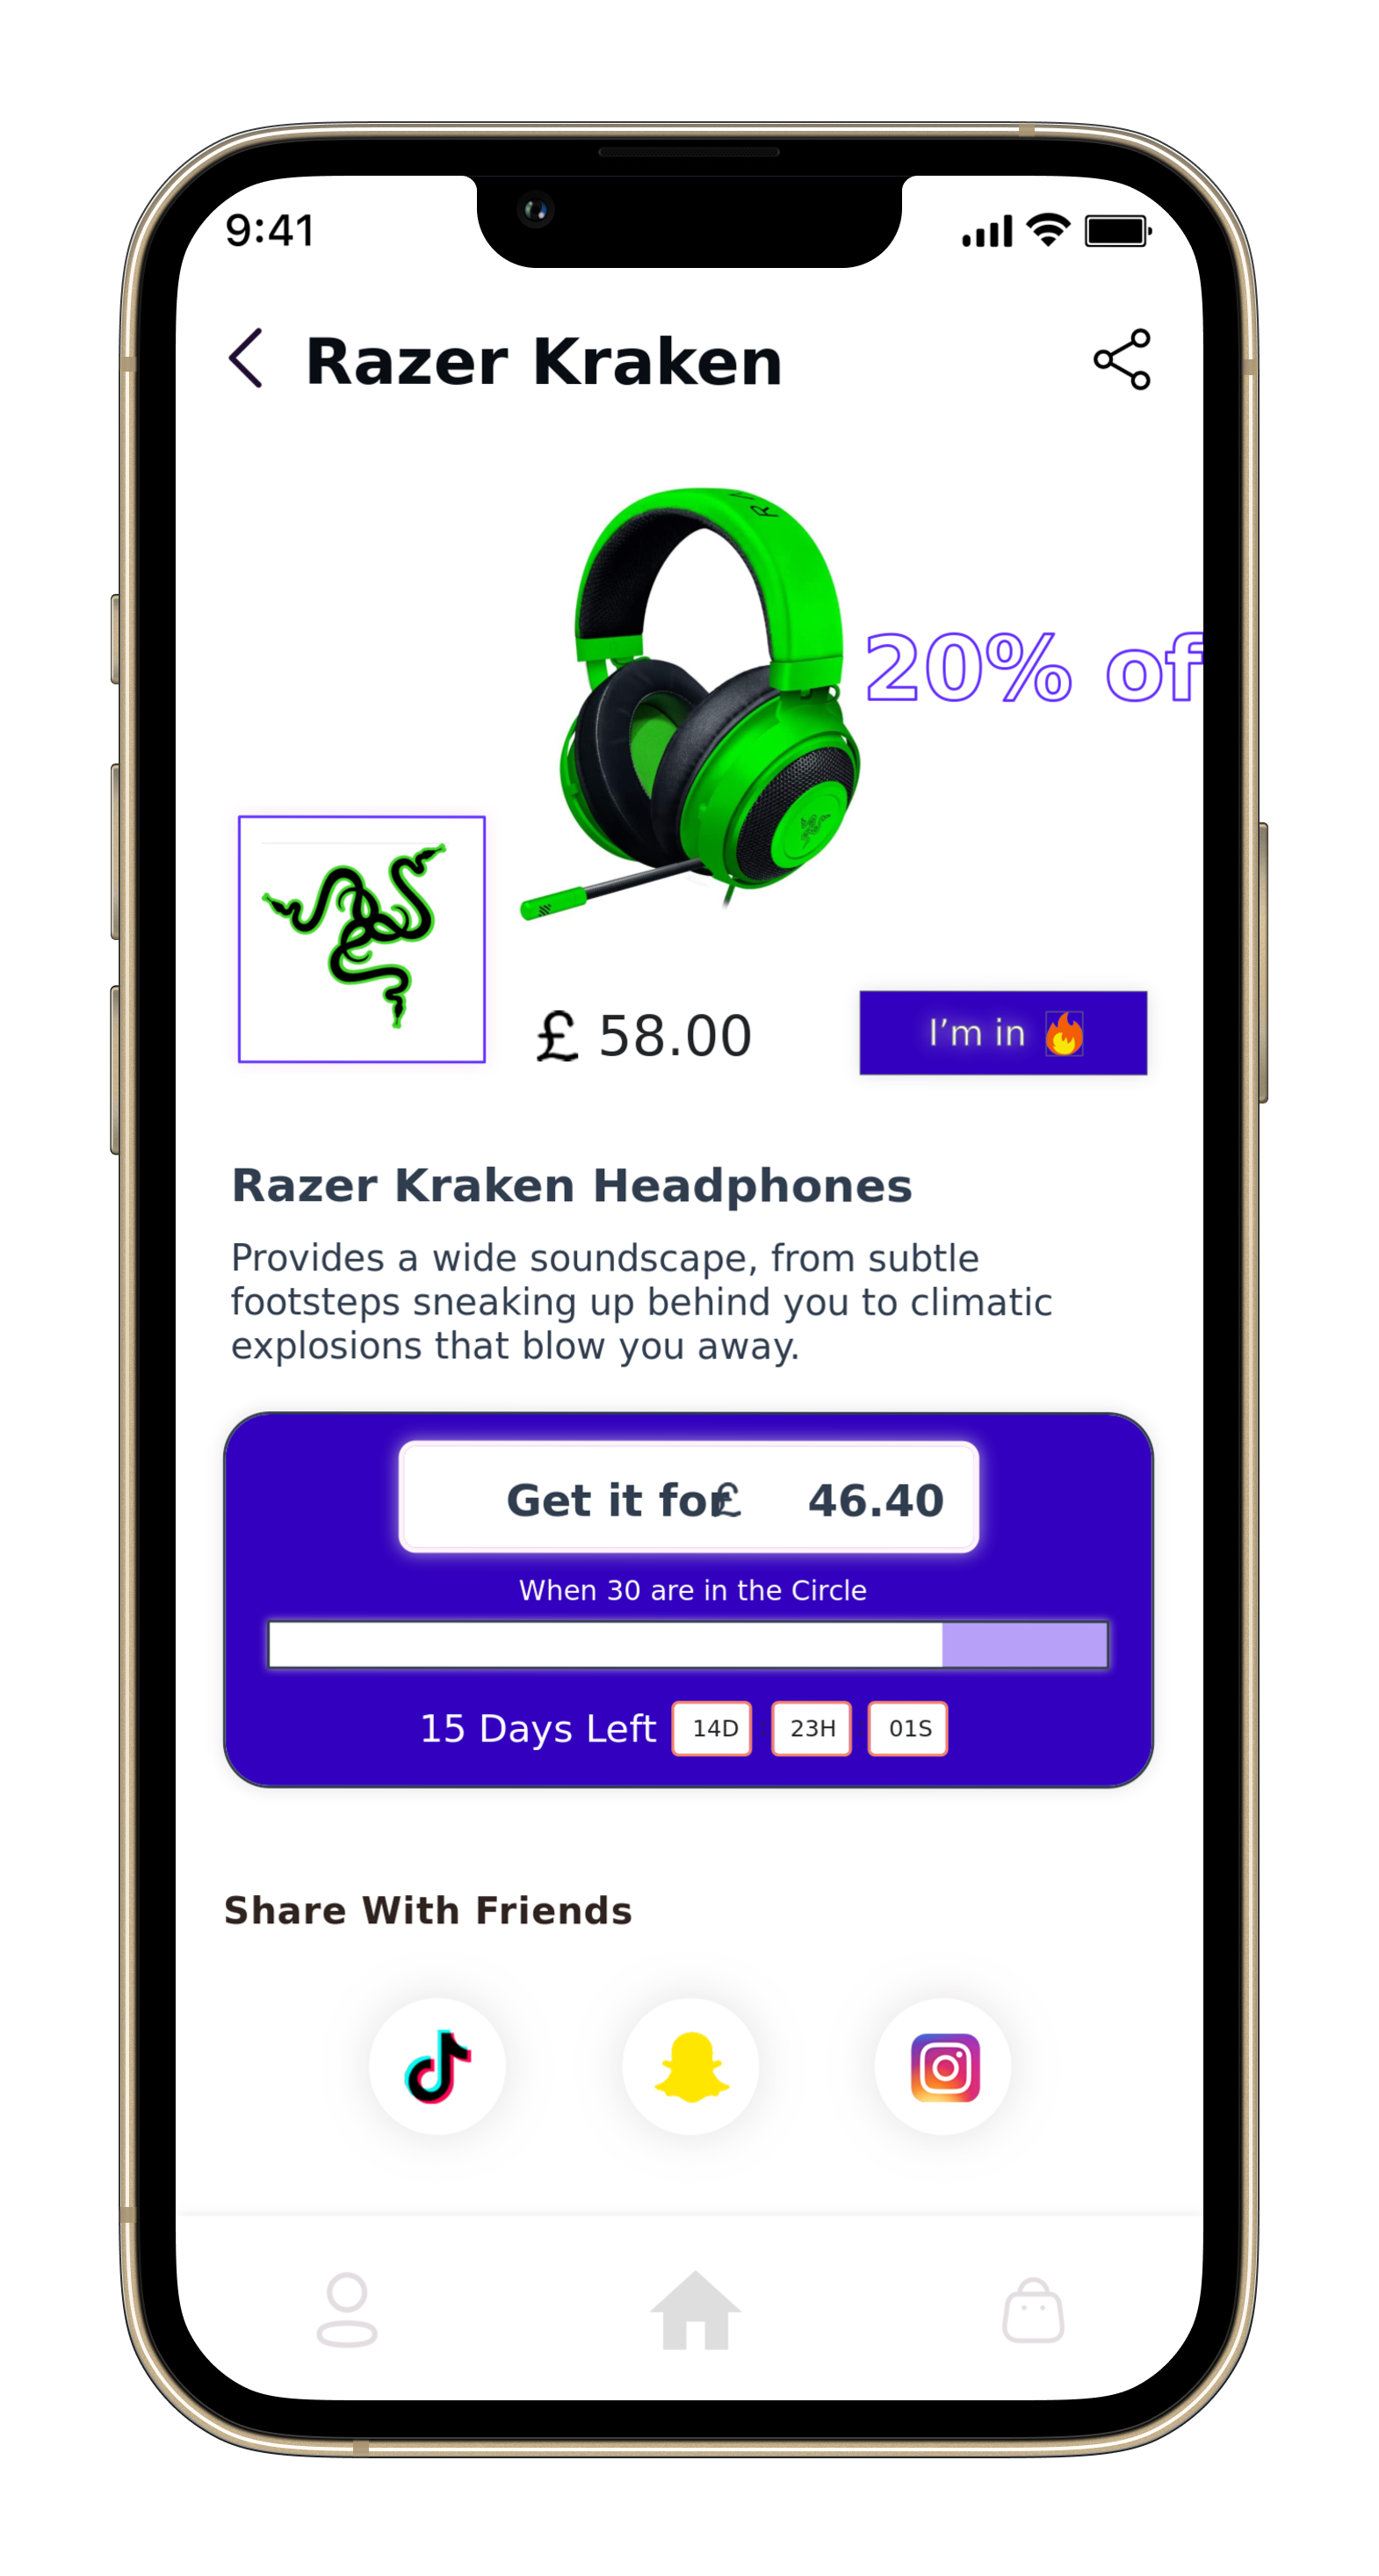 9:41
Razer Kraken
20% of
£ 58.00
I’m in 🔥
Razer Kraken Headphones
Provides a wide soundscape, from subtle
footsteps sneaking up behind you to climatic
explosions that blow you away.
Get it for £ 46.40
When 30 are in the Circle
15 Days Left 14D 23H 01S
Share With Friends